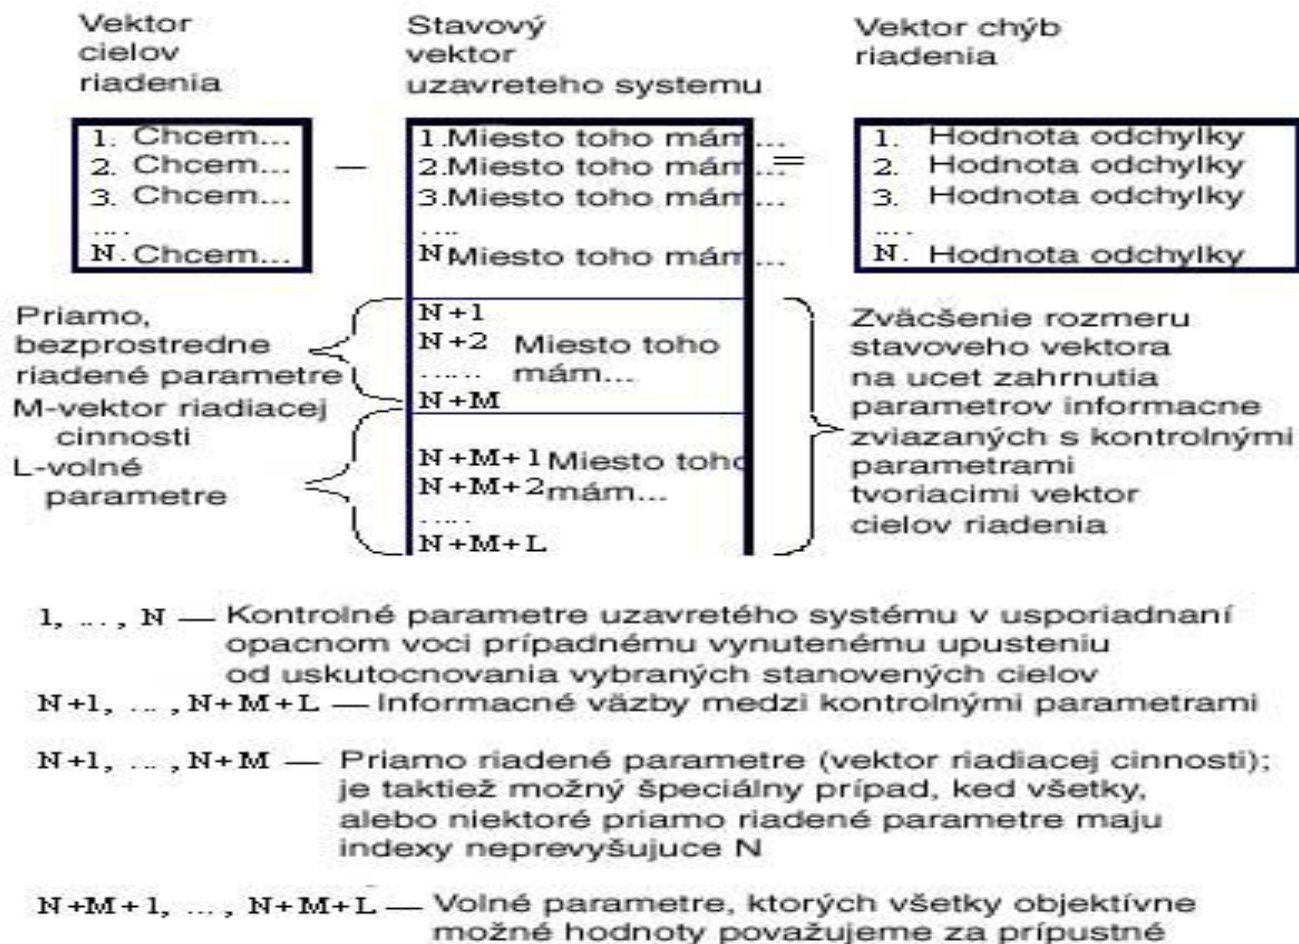 Vektor
cielov
riadenia
Stavový
vektor
uzavreteho systemu
Vektor chýb
riadenia
1. Chcem...
2. Chcem...
3. Chcem...
....
N. Chcem...
—
1.Miesto toho mám...
2.Miesto toho mám...
3.Miesto toho mám...
....
N Miesto toho mám...
=
1. Hodnota odchylky
2. Hodnota odchylky
3. Hodnota odchylky
....
N. Hodnota odchylky
Priamo,
bezprostredne
riadené parametre
M-vektor riadiacej
cinnosti
L-volné
parametre
N+1
N+2 Miesto toho
...... mám...
N+M
N+M+1 Miesto toho
N+M+2 mám...
.....
N+M+L
Zväcšenie rozmeru
stavoveho vektora
na ucet zahrnutia
parametrov informacne
zviazaných s kontrolnými
parametrami
tvoriacimi vektor
cielov riadenia
1, ..., N — Kontrolné parametre uzavretého systému v usporiadnaní
opacnom voci prípadnému vynutenému upusteniu
od uskutocnovania vybraných stanovených cielov
N+1, ..., N+M+L — Informacné väzby medzi kontrolnými parametrami
N+1, ..., N+M — Priamo riadené parametre (vektor riadiacej cinnosti);
je taktiež možný špeciálny prípad, ked všetky,
alebo niektoré priamo riadené parametre maju
indexy neprevyšujuce N
N+M+1, ..., N+M+L — Volné parametre, ktorých všetky objektívne
možné hodnoty považujeme za prípustné